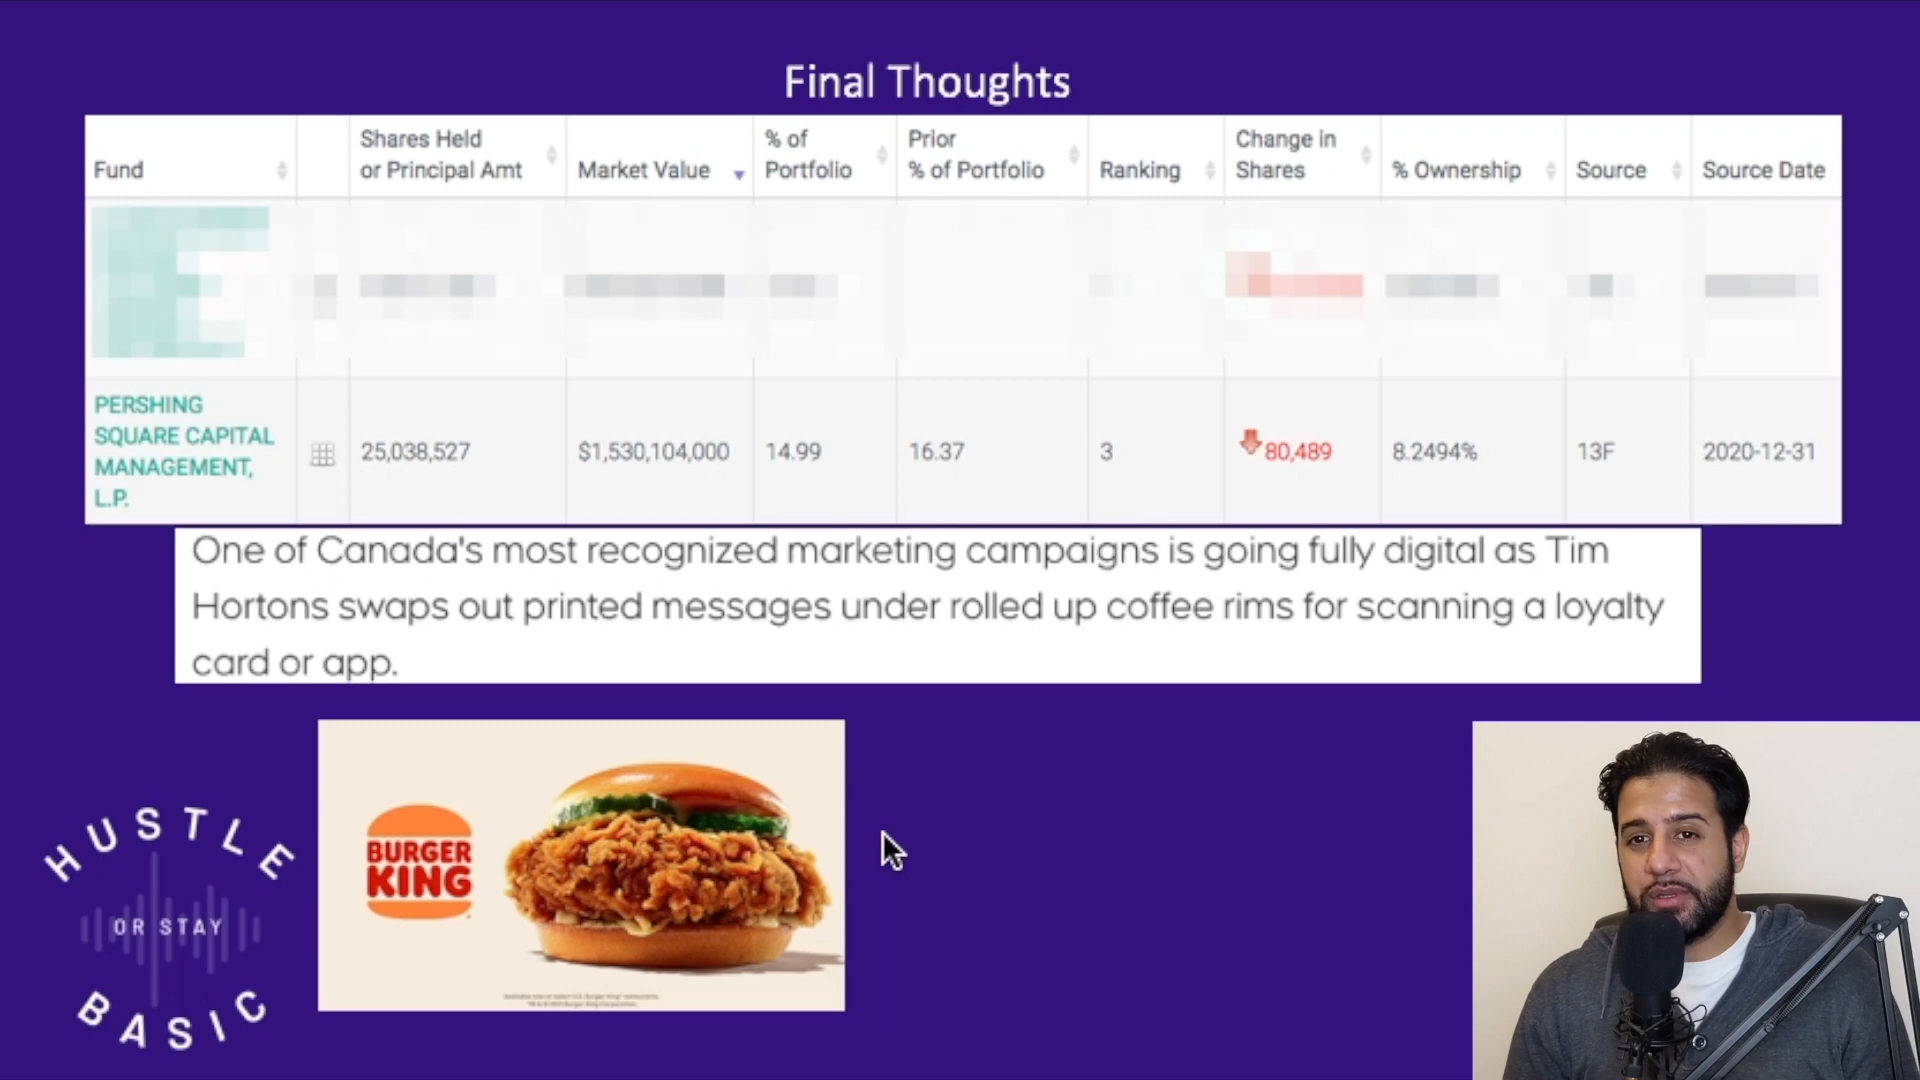 Final Thoughts
Fund
Shares Held
or Principal Amt
Market Value
% of
Portfolio
Prior
% of Portfolio
Ranking
Change in
Shares
% Ownership
Source
Source Date
PERSHING
SQUARE CAPITAL
MANAGEMENT,
L.P.
25,038,527
$1,530,104,000
14.99
16.37
3
80,489
8.2494%
13F
2020-12-31
One of Canada's most recognized marketing campaigns is going fully digital as Tim
Hortons swaps out printed messages under rolled up coffee rims for scanning a loyalty
card or app.
HUSTLE
OR STAY
BASIC
BURGER
KING